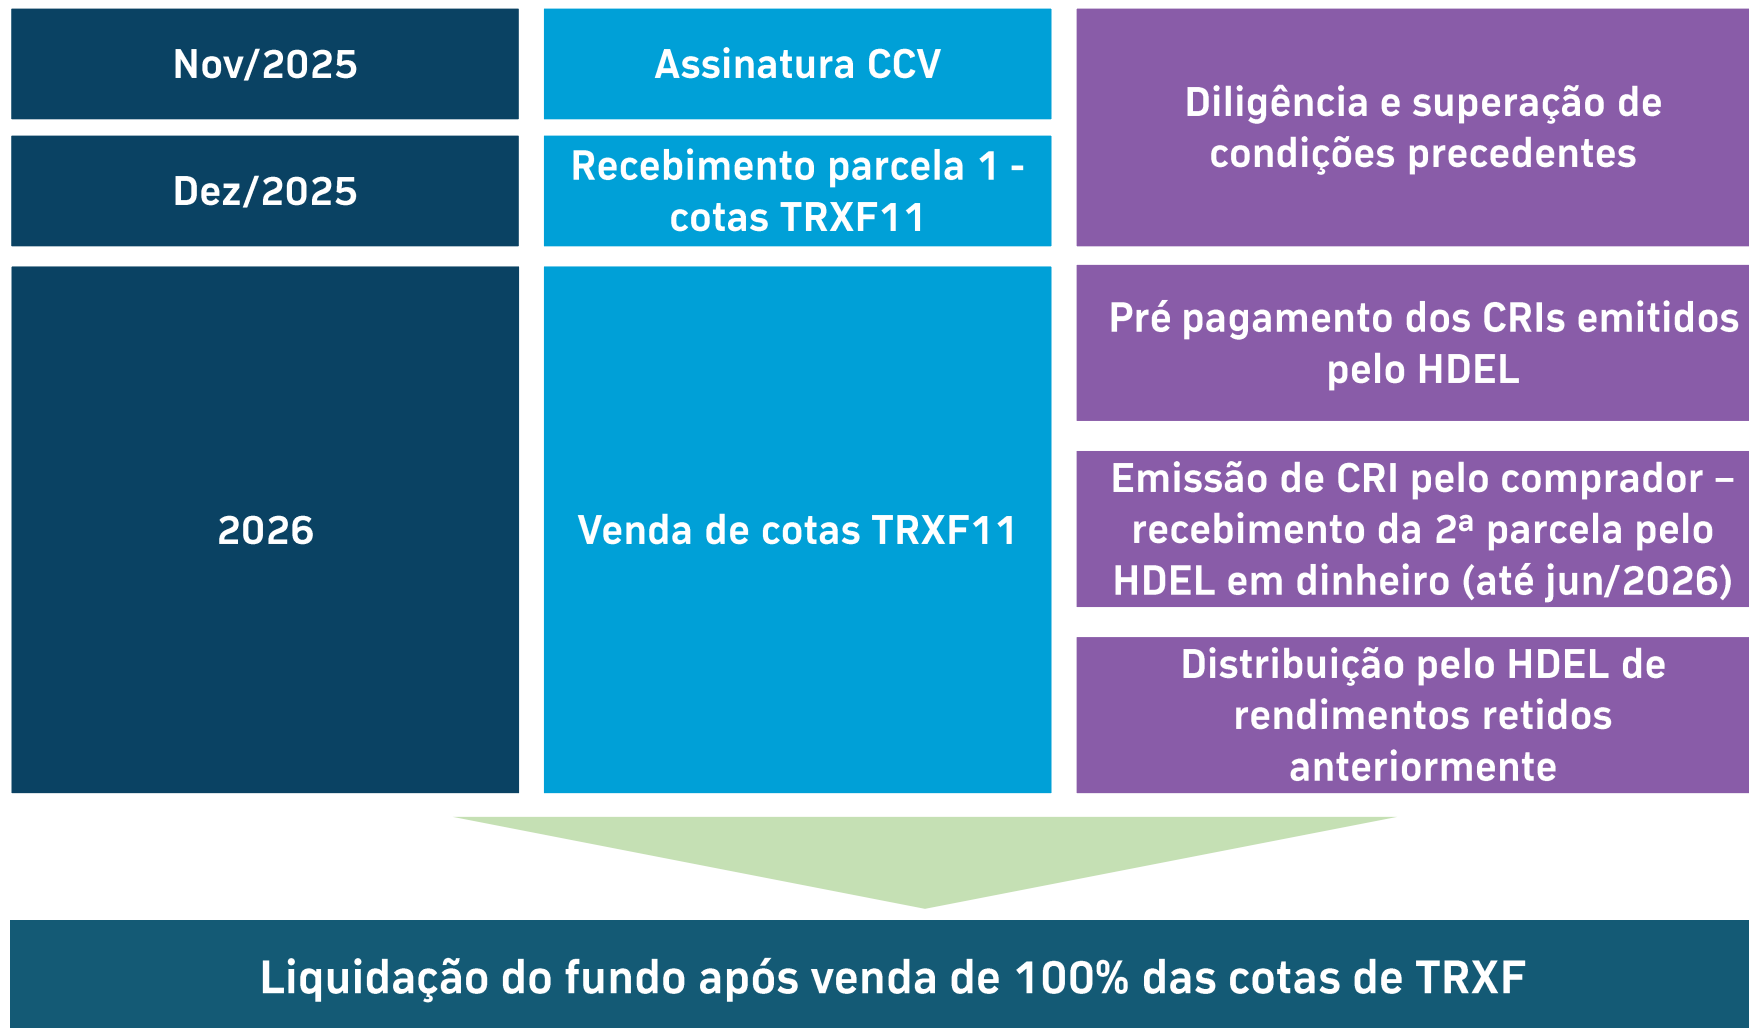 Nov/2025
Assinatura CCV
Diligência e superação de
condições precedentes
Dez/2025
Recebimento parcela 1 -
cotas TRXF11
2026
Venda de cotas TRXF11
Pré pagamento dos CRIs emitidos
pelo HDEL
Emissão de CRI pelo comprador –
recebimento da 2ª parcela pelo
HDEL em dinheiro (até jun/2026)
Distribuição pelo HDEL de
rendimentos retidos
anteriormente
Liquidação do fundo após venda de 100% das cotas de TRXF